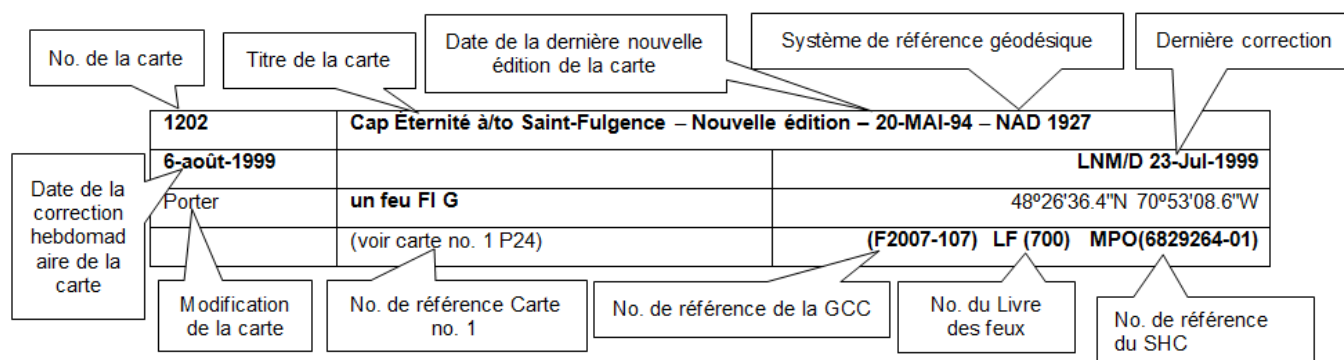 No. de la carte
Titre de la carte
Date de la dernière nouvelle
édition de la carte
Système de référence géodésique
Dernière correction
1202
Cap Éternité à/to Saint-Fulgence – Nouvelle édition – 20-MAI-94 – NAD 1927
6-août-1999
LNM/D 23-Jul-1999
Porter
un feu Fl G
48º26'36.4"N 70º53'08.6"W
(voir carte no. 1 P24)
(F2007-107) LF (700) MPO(6829264-01)
Date de la
correction
hebdomad
aire de la
carte
Modification
de la carte
No. de référence Carte
no. 1
No. de référence de la GCC
No. du Livre
des feux
No. de référence
du SHC